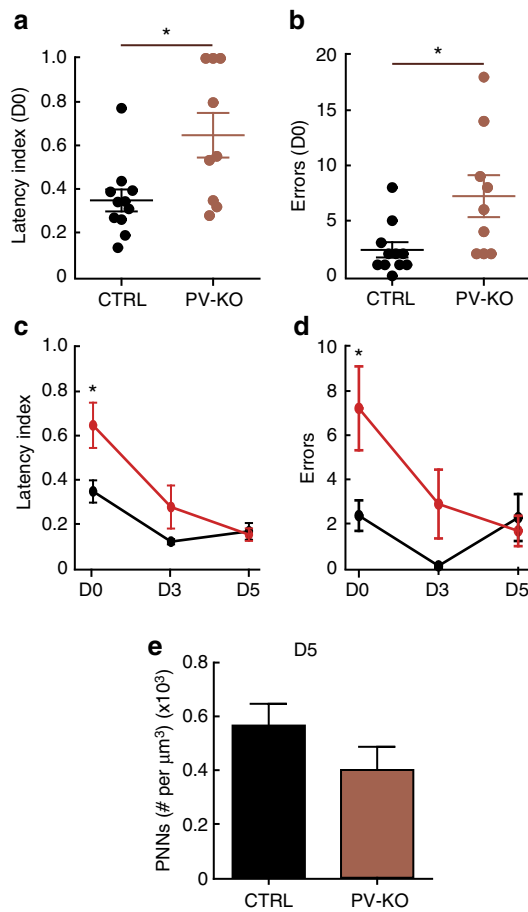 a
*
Latency index (D0)
1.0
0.8
0.6
0.4
0.2
0
CTRL PV-KO
b
*
Errors (D0)
20
15
10
5
0
CTRL PV-KO
c
*
Latency index
1.0
0.8
0.6
0.4
0.2
0
D0 D3 D5
d
*
Errors
10
8
6
4
2
0
D0 D3 D5
e
D5
PNNs (# per μm³) (x10³)
0.8
0.6
0.4
0.2
0
CTRL PV-KO